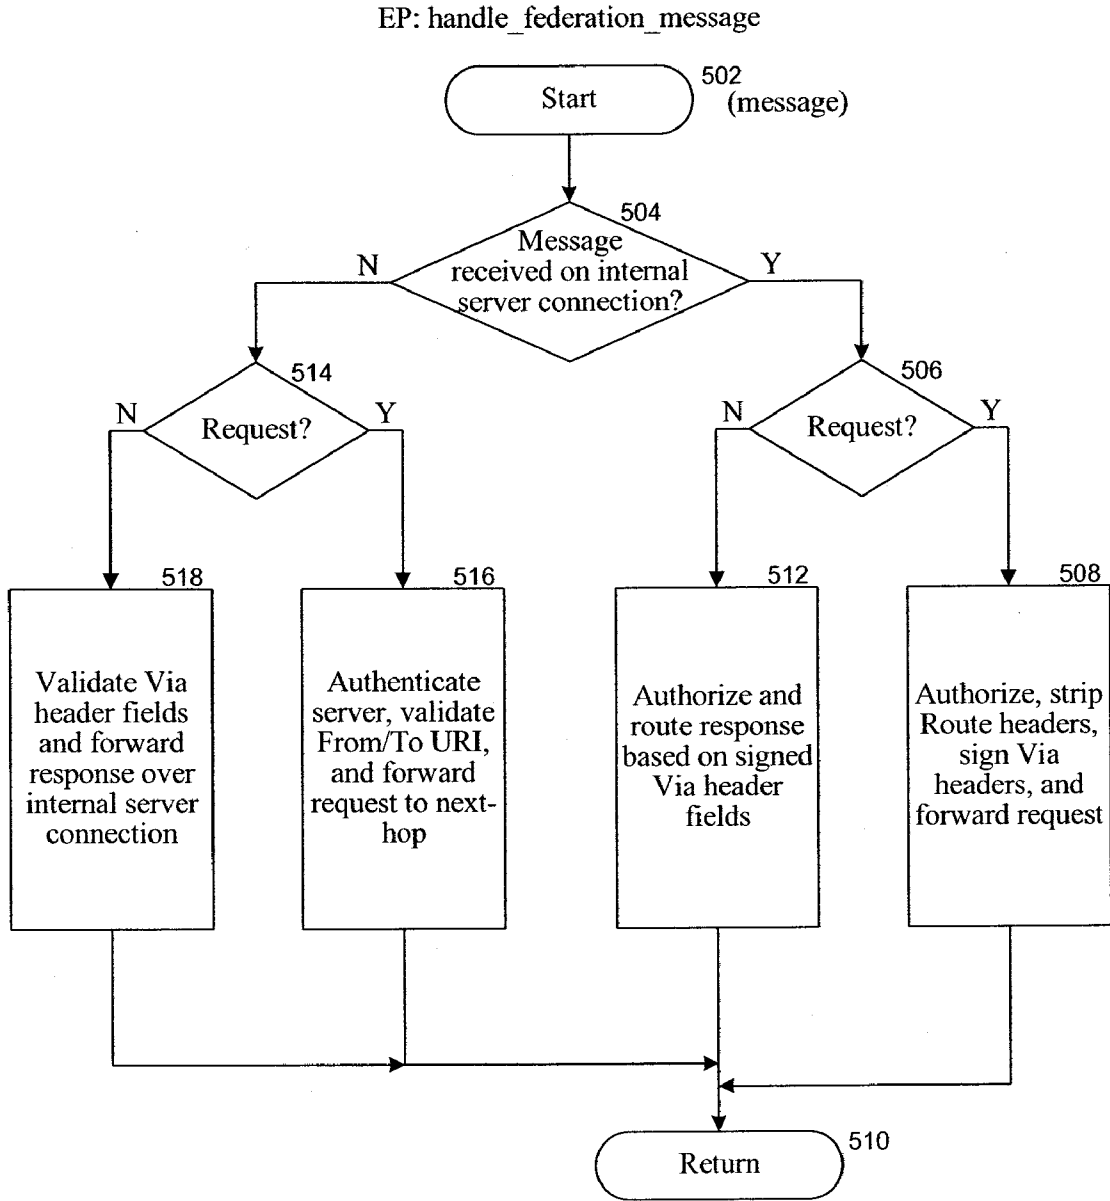 EP: handle_federation_message
502
Start
(message)
504
Message
received on internal
server connection?
N
Y
514
Request?
N
Y
506
Request?
N
Y
518
Validate Via
header fields
and forward
response over
internal server
connection
516
Authenticate
server, validate
From/To URI,
and forward
request to next-
hop
512
Authorize and
route response
based on signed
Via header
fields
508
Authorize, strip
Route headers,
sign Via
headers, and
forward request
510
Return